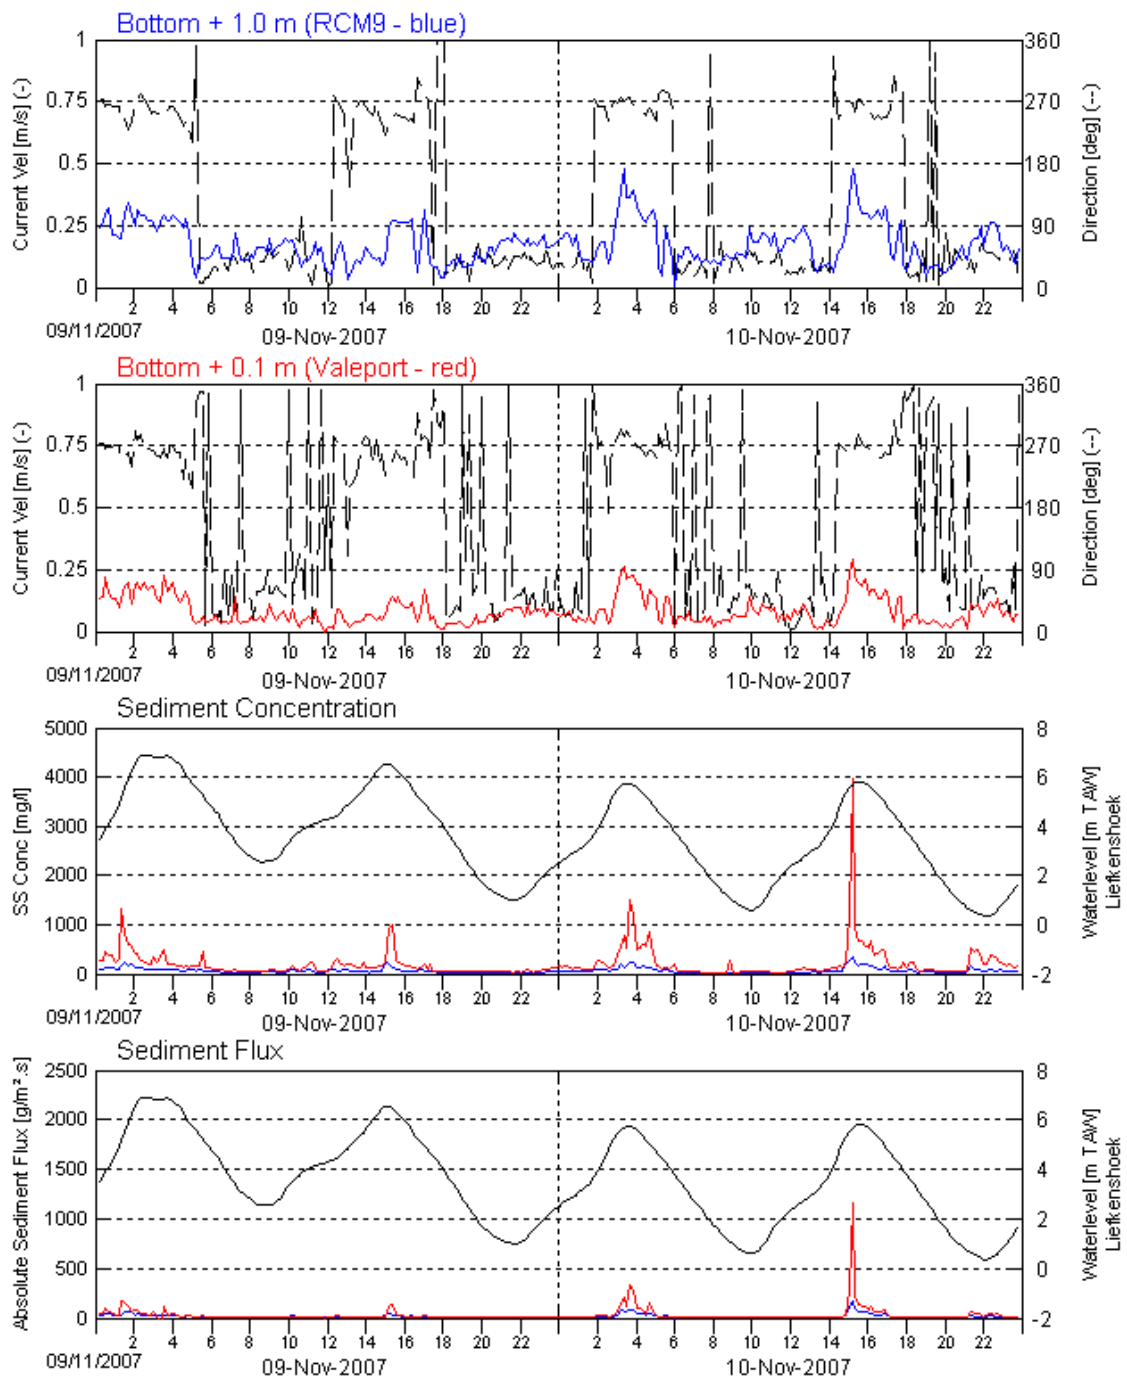 Bottom + 1.0 m (RCM9 - blue)
Current Vel [m/s] (-)
1
0.75
0.5
0.25
0
360
270
180
90
0
Direction [deg] (--)
2 4 6 8 10 12 14 16 18 20 22 2 4 6 8 10 12 14 16 18 20 22
09/11/2007 09-Nov-2007 10-Nov-2007
Bottom + 0.1 m (Valeport - red)
Current Vel [m/s] (-)
1
0.75
0.5
0.25
0
360
270
180
90
0
Direction [deg] (--)
2 4 6 8 10 12 14 16 18 20 22 2 4 6 8 10 12 14 16 18 20 22
09/11/2007 09-Nov-2007 10-Nov-2007
Sediment Concentration
SS Conc [mg/l]
5000
4000
3000
2000
1000
0
8
6
4
2
0
-2
Waterlevel [m TAW]
Liefkenshoek
2 4 6 8 10 12 14 16 18 20 22 2 4 6 8 10 12 14 16 18 20 22
09/11/2007 09-Nov-2007 10-Nov-2007
Sediment Flux
Absolute Sediment Flux [g/m².s]
2500
2000
1500
1000
500
0
8
6
4
2
0
-2
Waterlevel [m TAW]
Liefkenshoek
2 4 6 8 10 12 14 16 18 20 22 2 4 6 8 10 12 14 16 18 20 22
09/11/2007 09-Nov-2007 10-Nov-2007